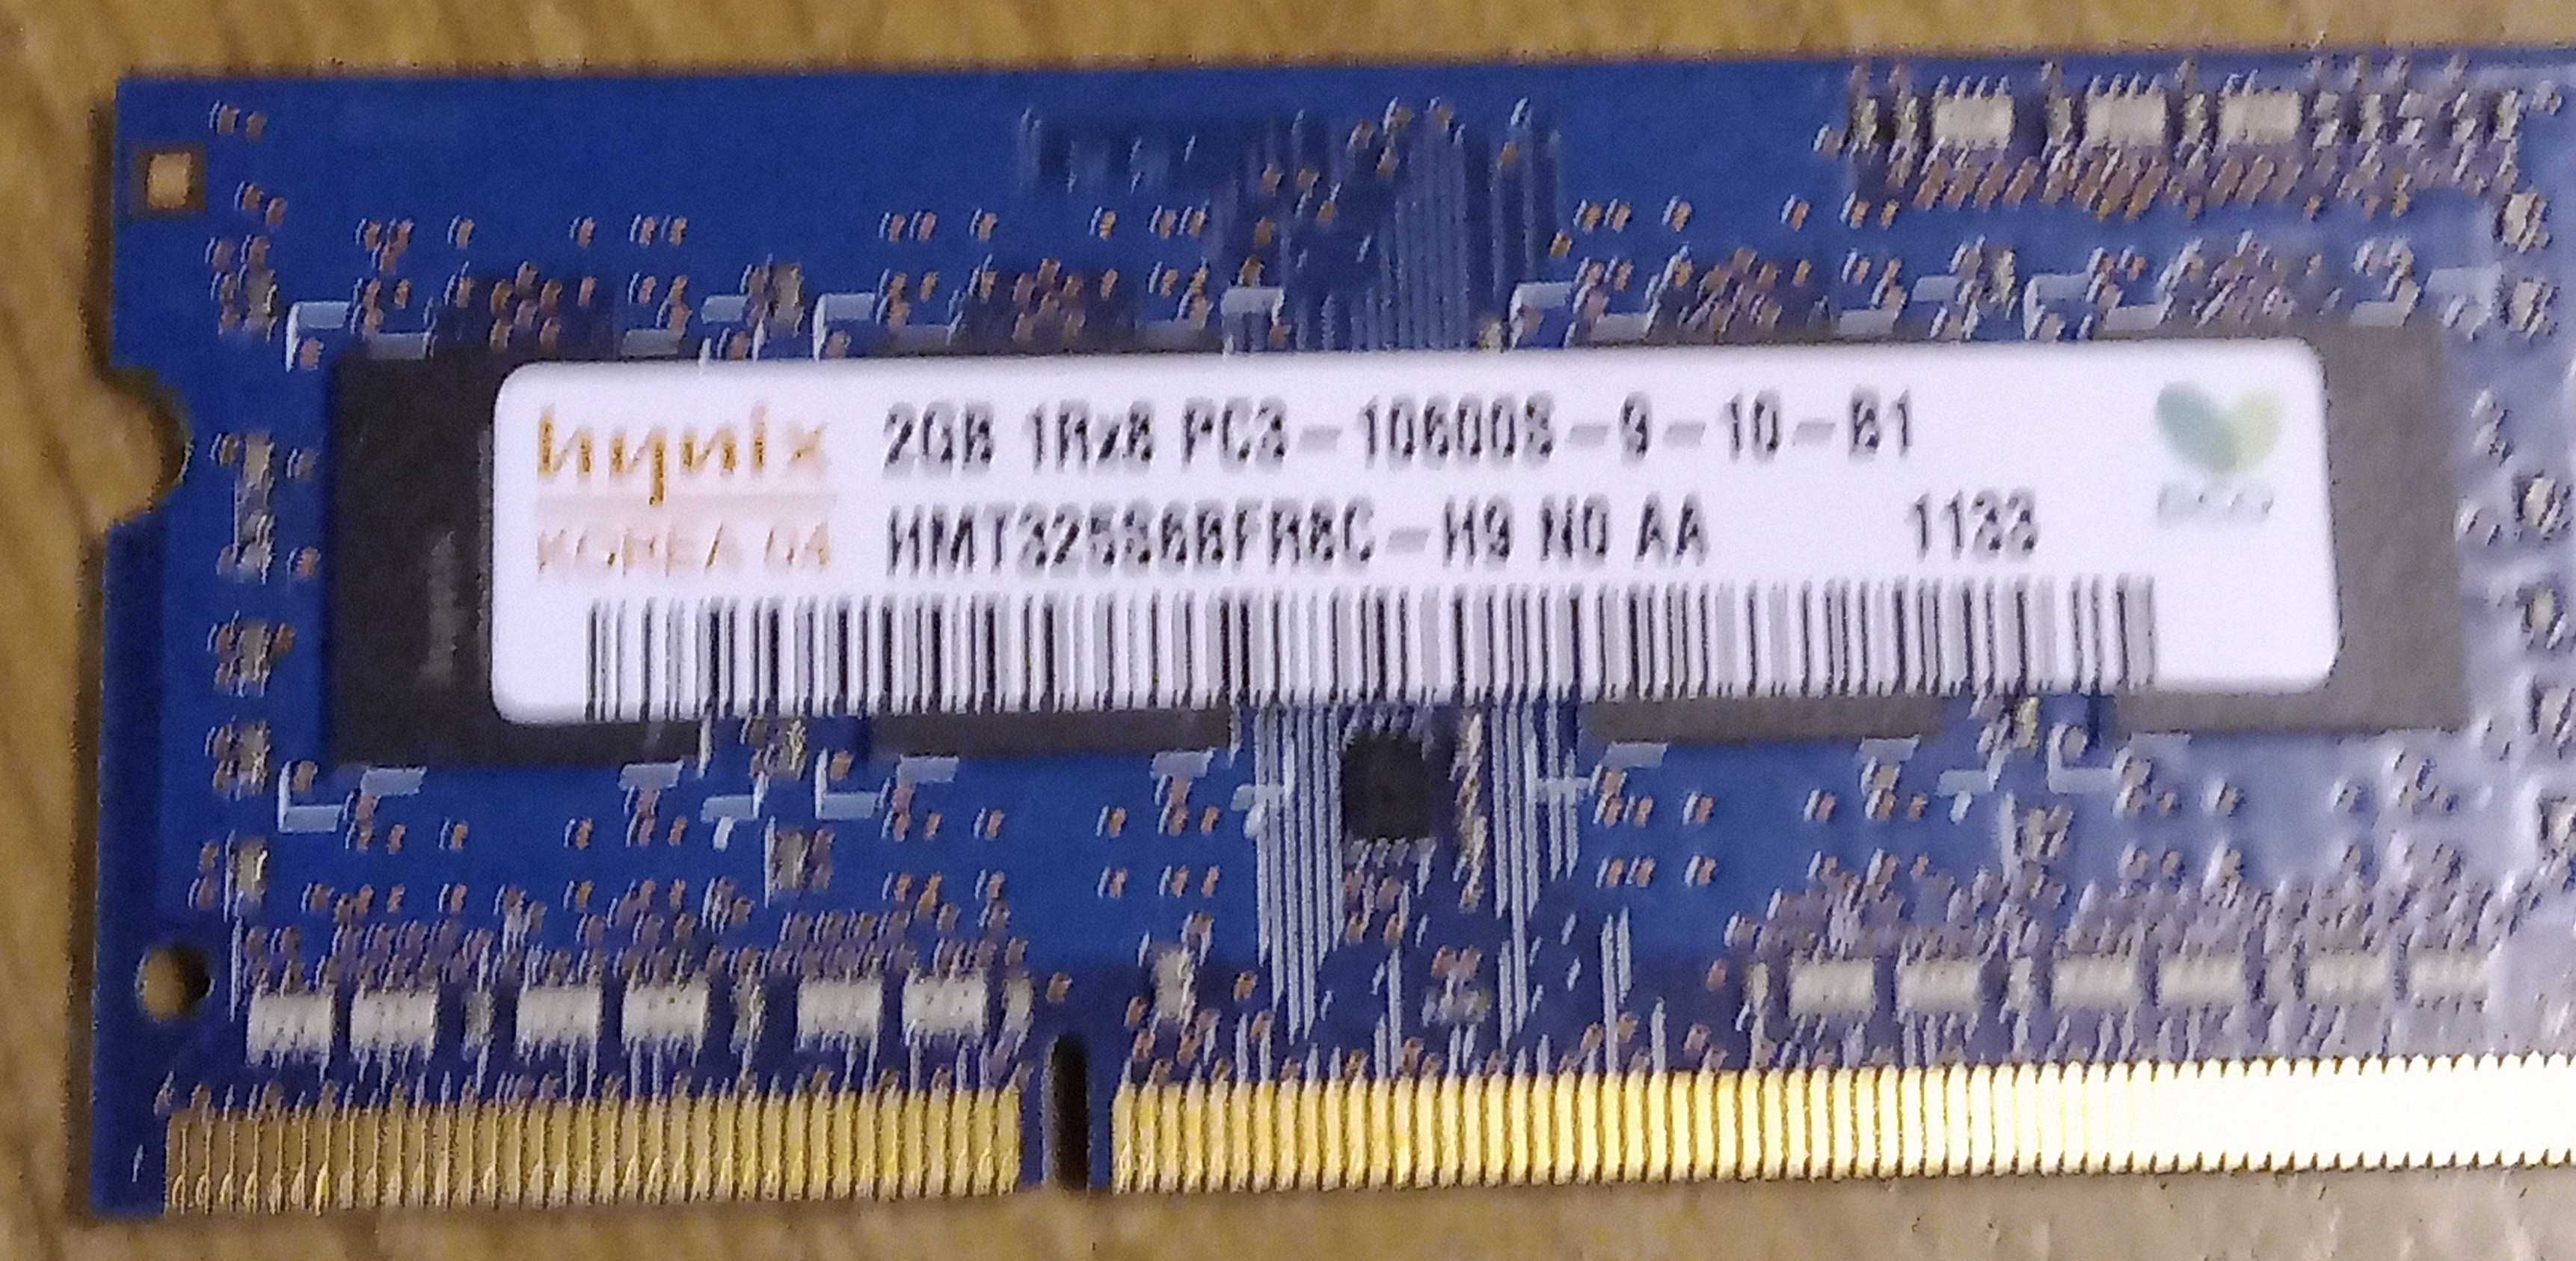 hynix 2GB 1Rx8 PC3-10600S-9-10-B1
KOREA 04 HMT325S6BFR8C-H9 N0 AA 1133